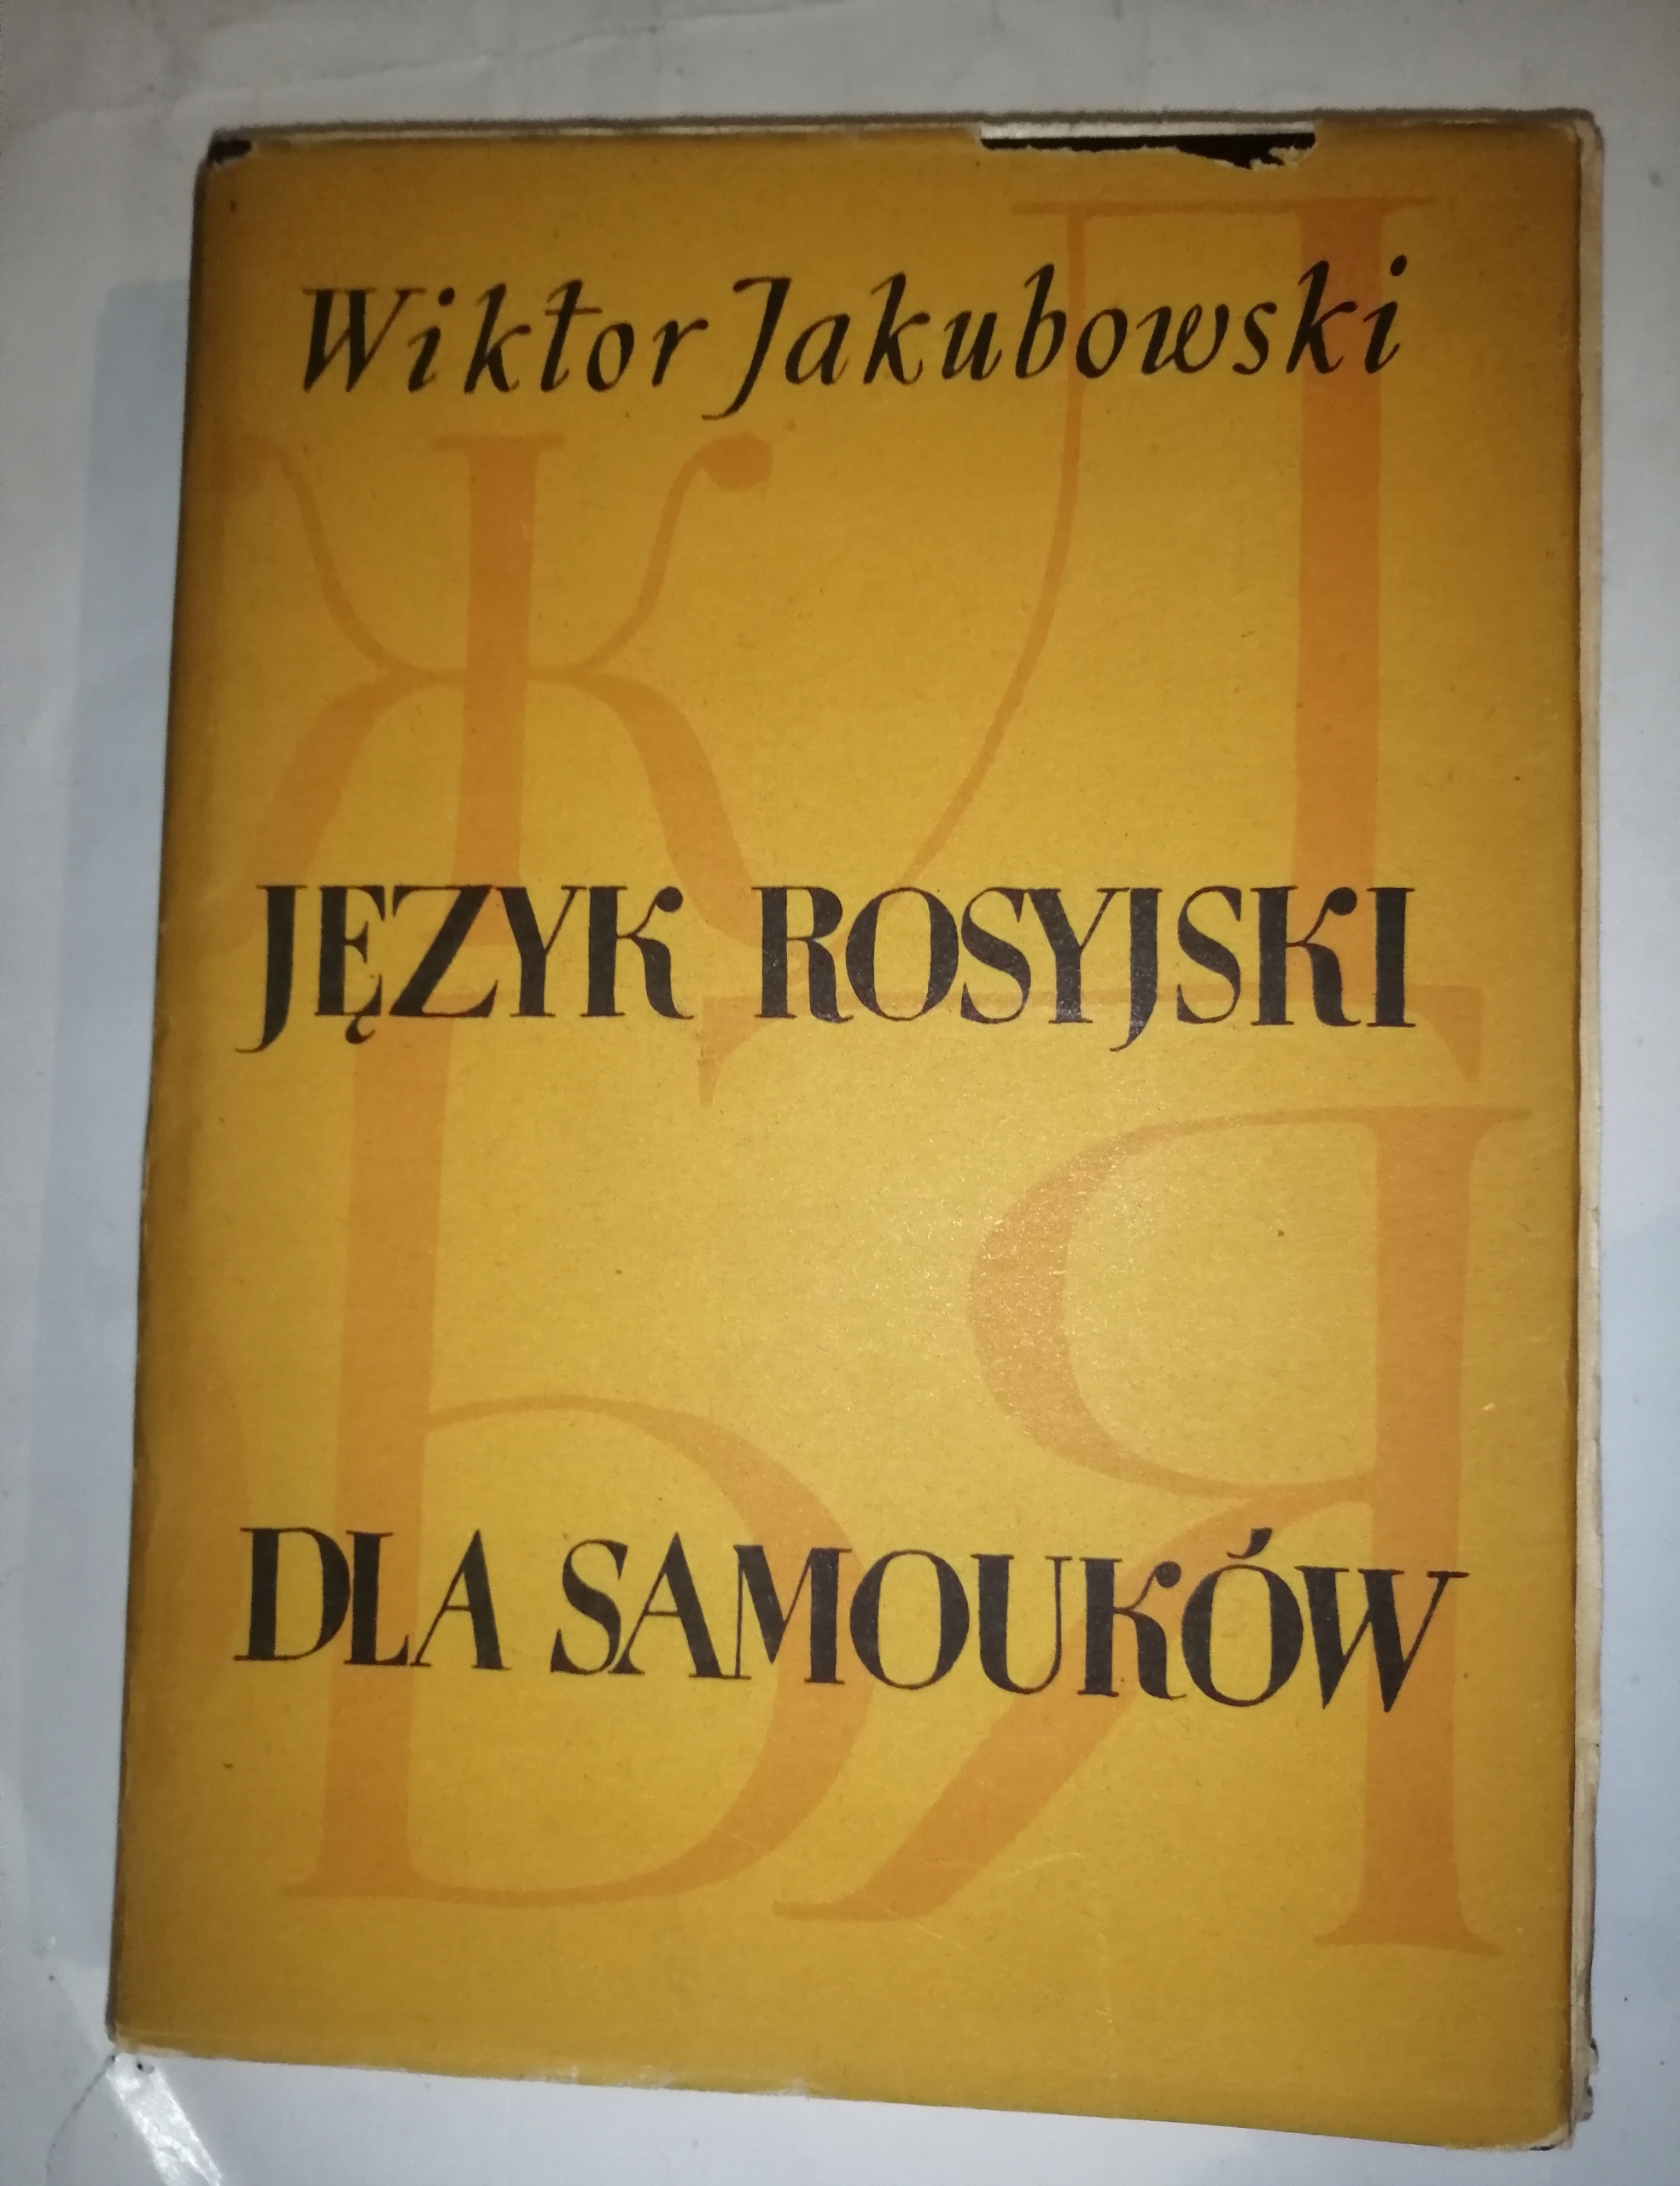 Wiktor Jakubowski
Ж Д
JĘZYK ROSYJSKI
Ь Я
DLA SAMOUKÓW